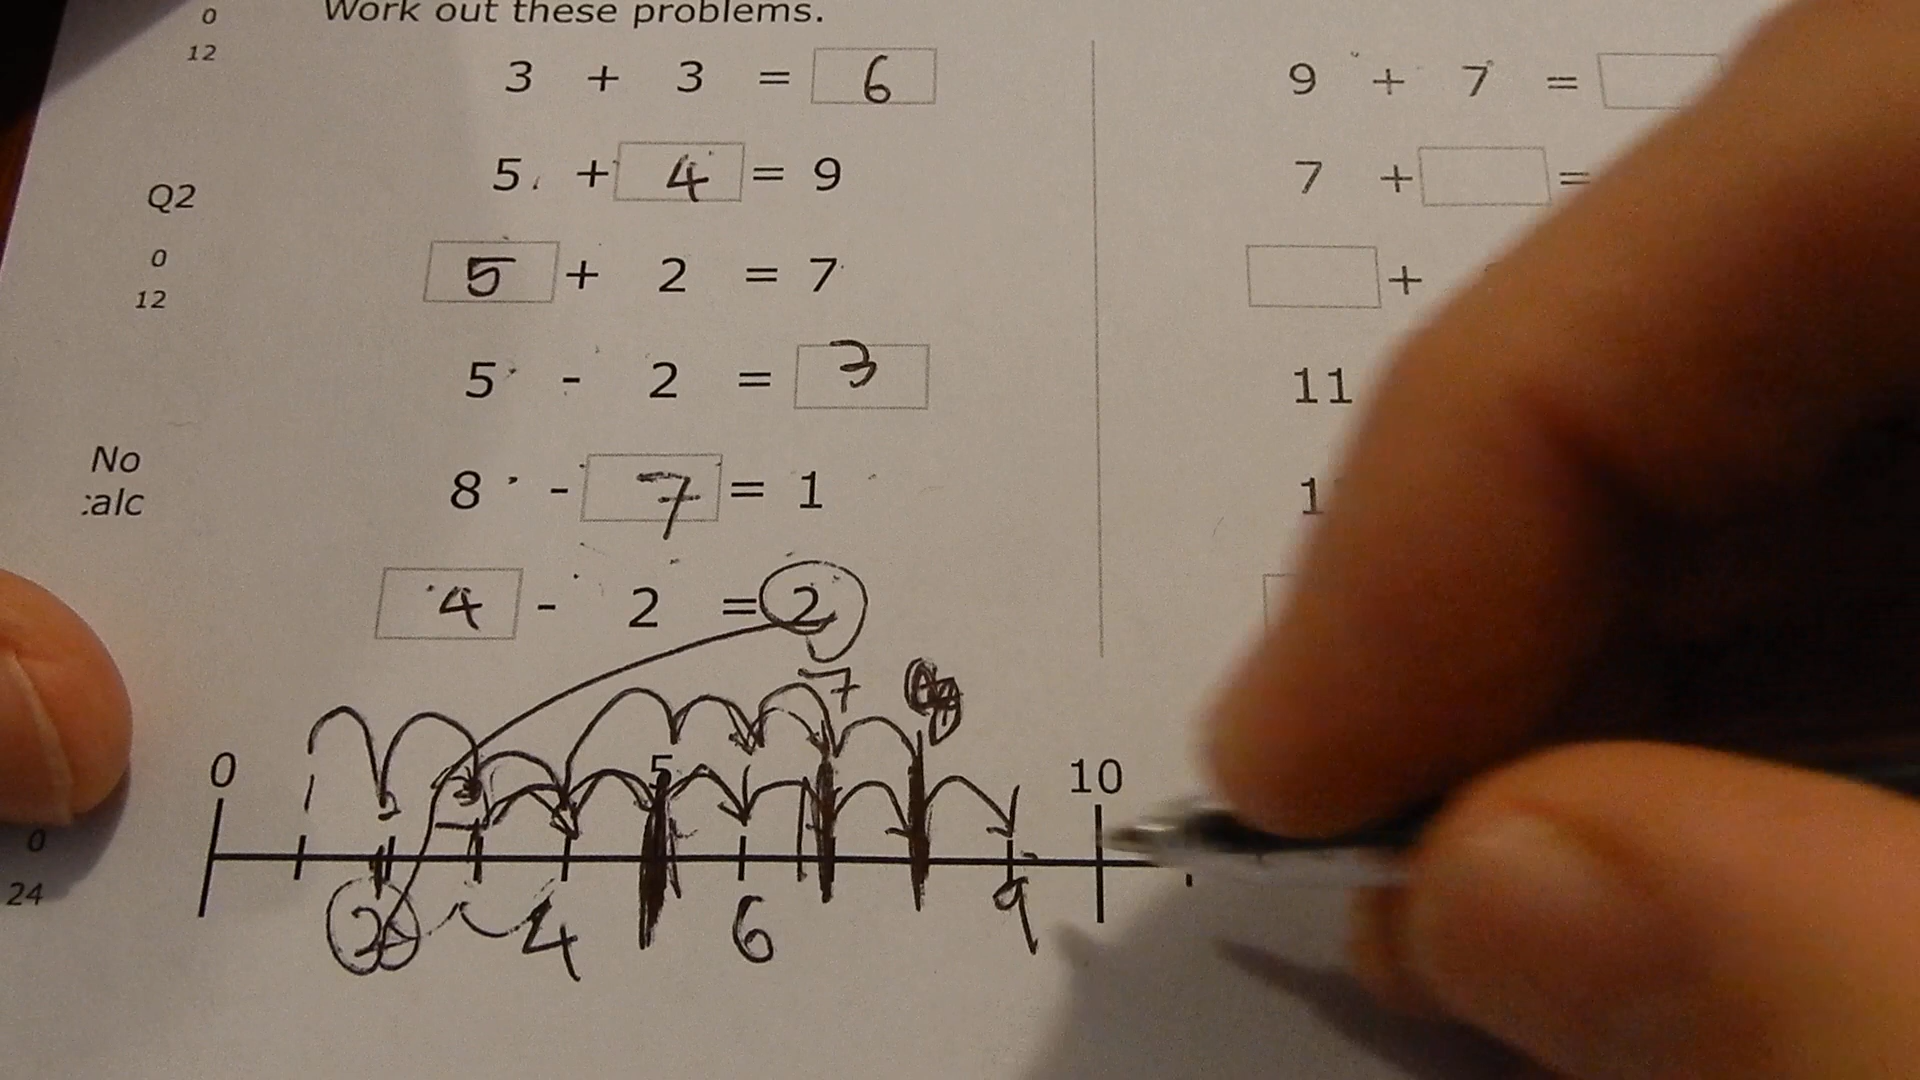 0
12
Work out these problems.
3 + 3 = 6
5 + 4 = 9
5 + 2 = 7
5 - 2 = 3
8 - 7 = 1
4 - 2 = 2
9 + 7 =
7 + =
+
11
1
Q2
0
12
No
alc
0
24
7
0 5 10
2 4 6 9